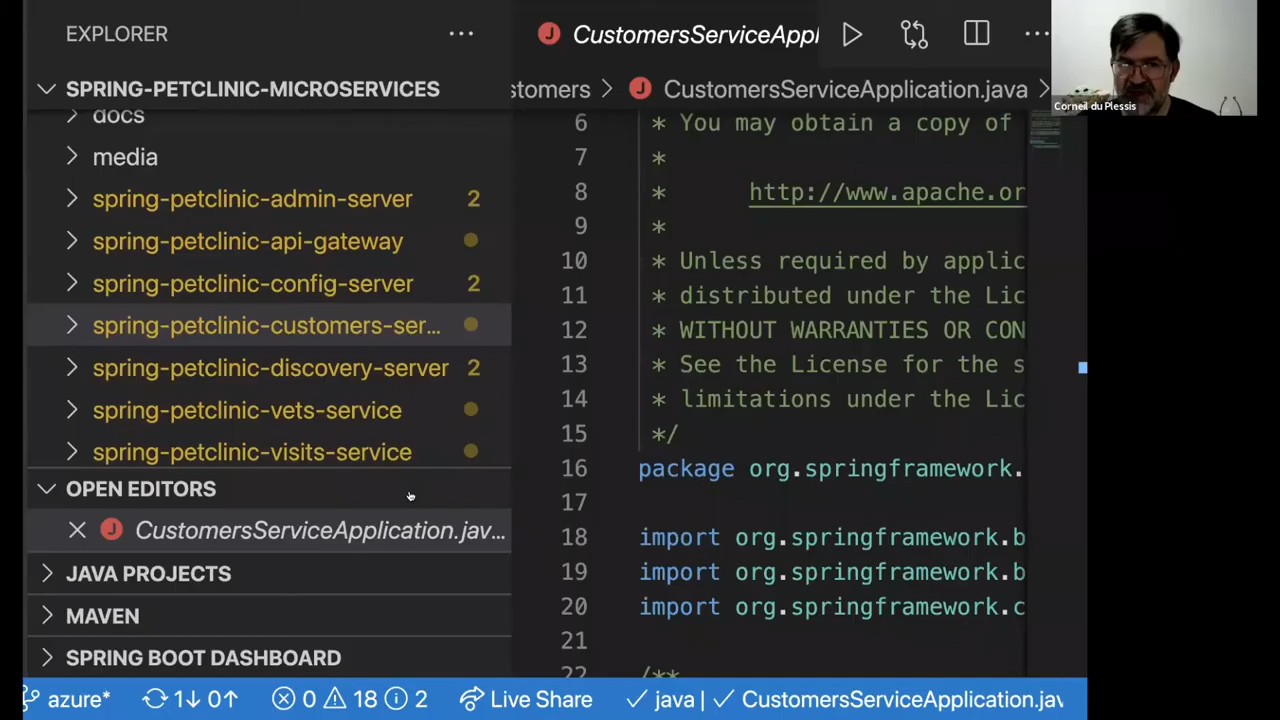 EXPLORER
SPRING-PETCLINIC-MICROSERVICES
docs
media
spring-petclinic-admin-server 2
spring-petclinic-api-gateway
spring-petclinic-config-server 2
spring-petclinic-customers-ser...
spring-petclinic-discovery-server 2
spring-petclinic-vets-service
spring-petclinic-visits-service
OPEN EDITORS
J CustomersServiceApplication.jav...
JAVA PROJECTS
MAVEN
SPRING BOOT DASHBOARD
J CustomersServiceAppl
stomers > J CustomersServiceApplication.java >
6 * You may obtain a copy of
7 *
8 * http://www.apache.or
9 *
10 * Unless required by applic
11 * distributed under the Lic
12 * WITHOUT WARRANTIES OR CON
13 * See the License for the s
14 * limitations under the Lic
15 */
16 package org.springframework.
17
18 import org.springframework.b
19 import org.springframework.b
20 import org.springframework.c
21
22 /**
Corneil du Plessis
azure* 1↓ 0↑ 0 18 2 Live Share ✓ java | ✓ CustomersServiceApplication.jav